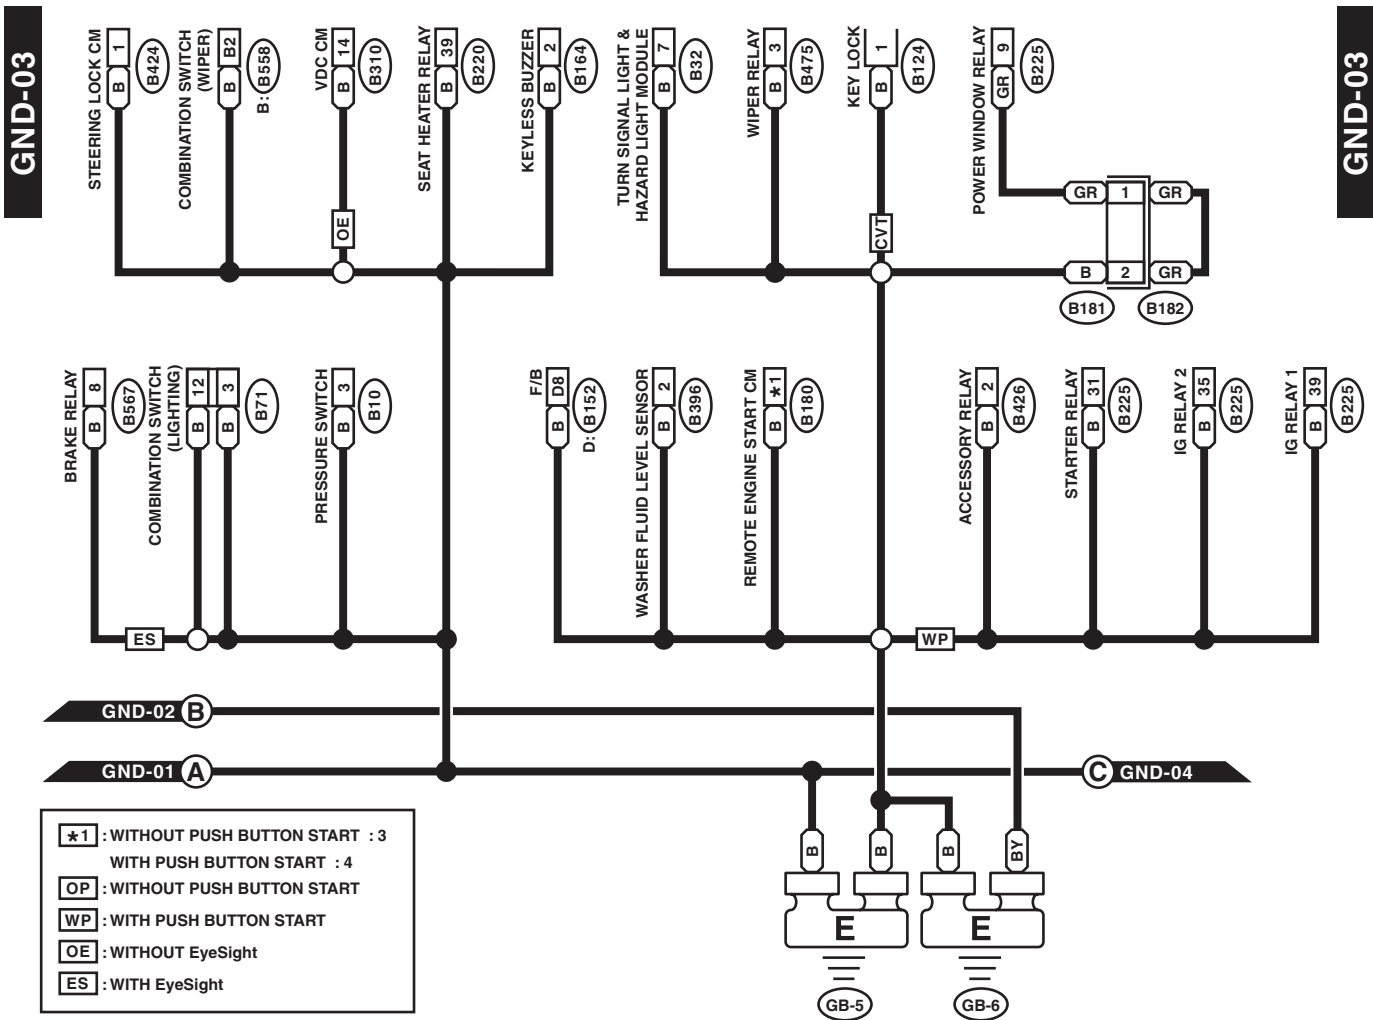 GND-03
GND-03
STEERING LOCK CM
1
B
B424
COMBINATION SWITCH
(WIPER)
B2
B
B: B558
VDC CM
14
B
B310
OE
SEAT HEATER RELAY
39
B
B220
KEYLESS BUZZER
2
B
B164
TURN SIGNAL LIGHT &
HAZARD LIGHT MODULE
7
B
B32
WIPER RELAY
3
B
B475
KEY LOCK
1
B
B124
CVT
POWER WINDOW RELAY
9
GR
B225
GR 1 GR
B 2 GR
B181 B182
BRAKE RELAY
8
B
B567
COMBINATION SWITCH
(LIGHTING)
12 3
B B
B71
PRESSURE SWITCH
3
B
B10
F/B
D8
B
D: B152
WASHER FLUID LEVEL SENSOR
2
B
B396
REMOTE ENGINE START CM
*1
B
B180
ACCESSORY RELAY
2
B
B426
STARTER RELAY
31
B
B225
IG RELAY 2
35
B
B225
IG RELAY 1
39
B
B225
ES
WP
GND-02 B
GND-01 A
C GND-04
*1 : WITHOUT PUSH BUTTON START : 3
WITH PUSH BUTTON START : 4
OP : WITHOUT PUSH BUTTON START
WP : WITH PUSH BUTTON START
OE : WITHOUT EyeSight
ES : WITH EyeSight
B B B BY
E E
GB-5 GB-6